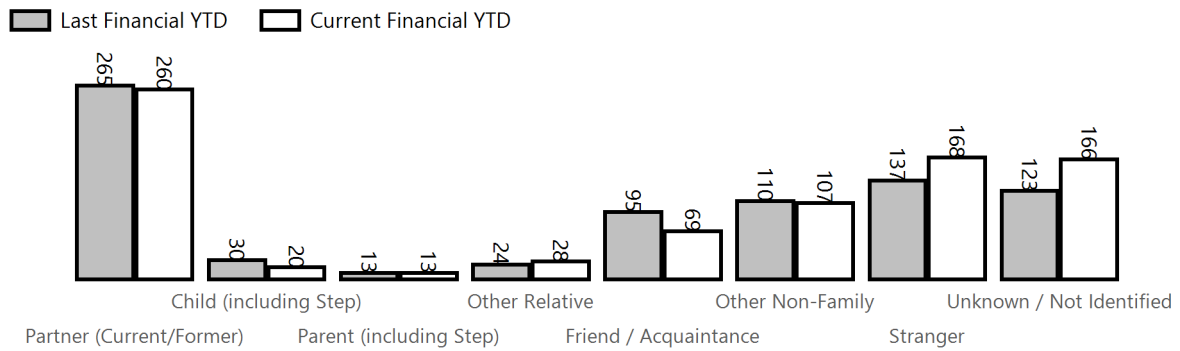 Last Financial YTD Current Financial YTD
265 260 30 20 13 13 24 28 95 69 110 107 137 168 123 166
Child (including Step) Other Relative Other Non-Family Unknown / Not Identified
Partner (Current/Former) Parent (including Step) Friend / Acquaintance Stranger